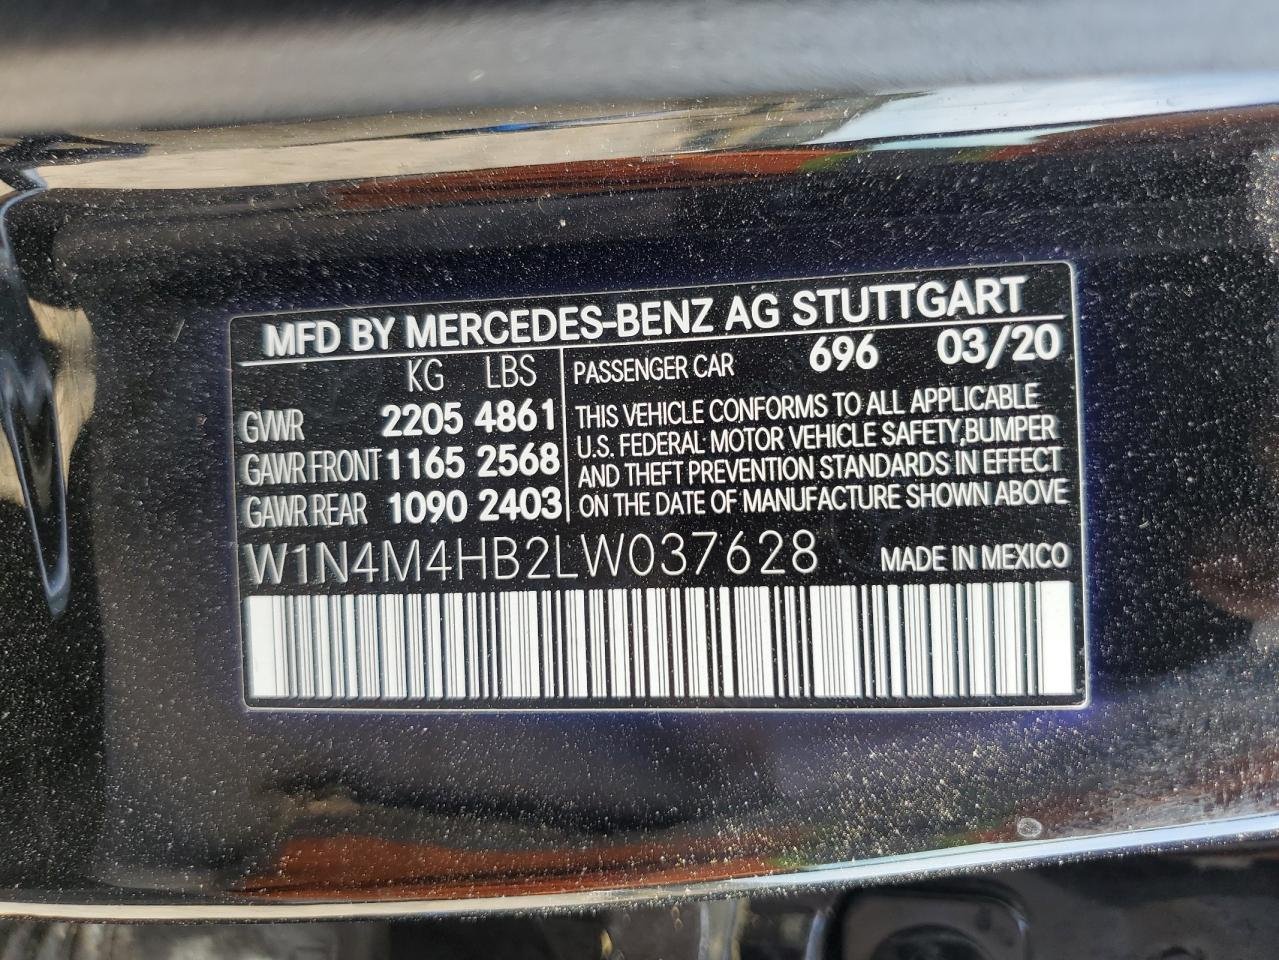 MFD BY MERCEDES-BENZ AG STUTTGART
KG LBS
GVWR 2205 4861
GAWR FRONT 1165 2568
GAWR REAR 1090 2403
PASSENGER CAR 696 03/20
THIS VEHICLE CONFORMS TO ALL APPLICABLE
U.S. FEDERAL MOTOR VEHICLE SAFETY,BUMPER
AND THEFT PREVENTION STANDARDS IN EFFECT
ON THE DATE OF MANUFACTURE SHOWN ABOVE
W1N4M4HB2LW037628 MADE IN MEXICO